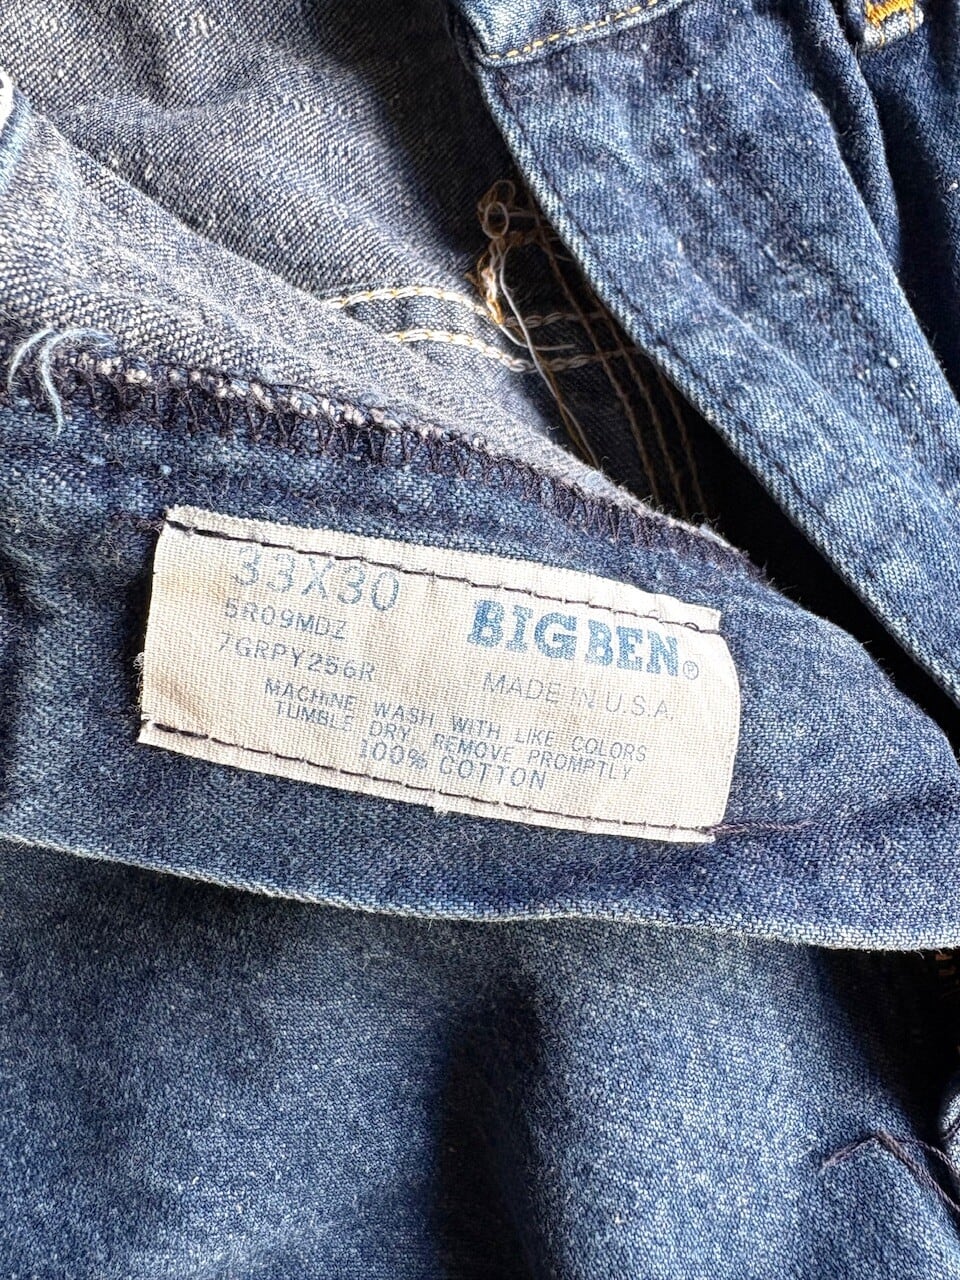 33X30
5R09MDZ
7GRPY256R
BIG BEN®
MADE IN U.S.A.
MACHINE WASH WITH LIKE COLORS
TUMBLE DRY REMOVE PROMPTLY
100% COTTON